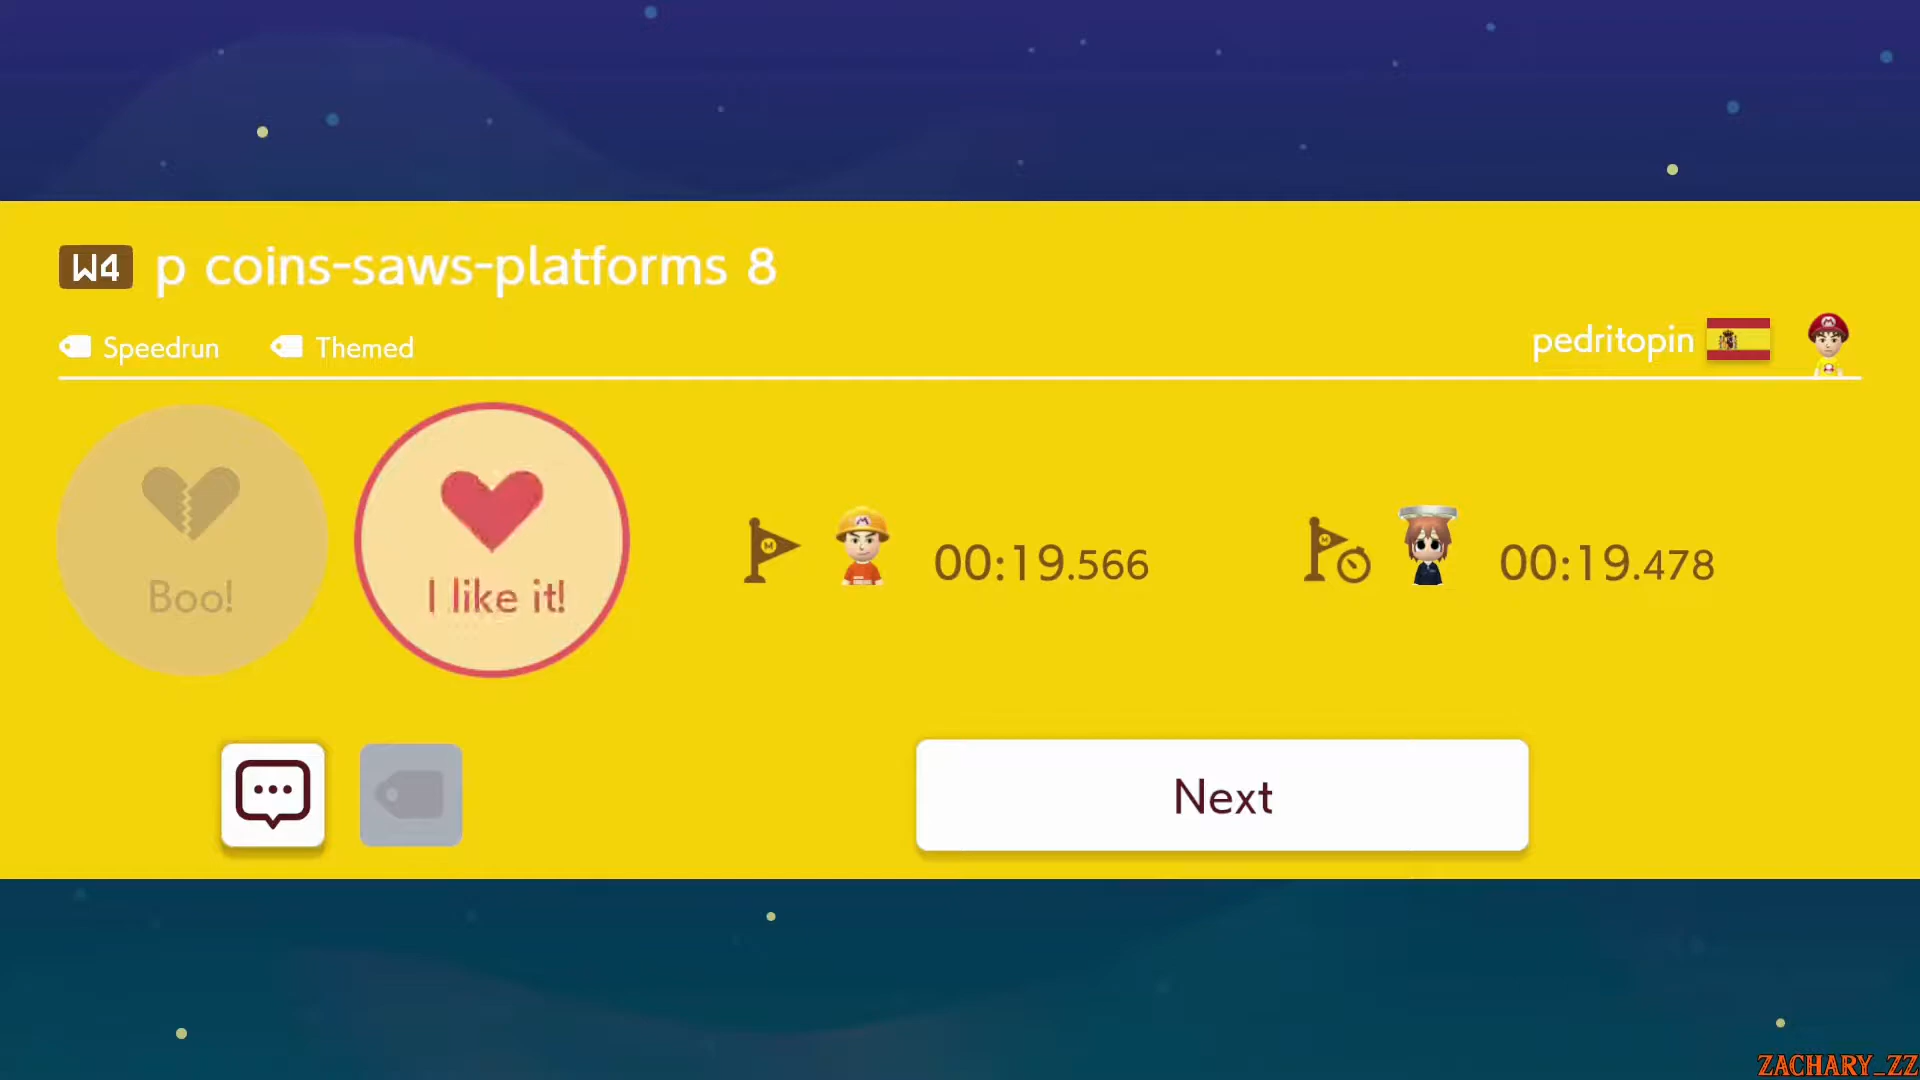 W4 p coins-saws-platforms 8
Speedrun Themed
pedritopin
Boo!
I like it!
M M 00:19.566
M 00:19.478
Next
ZACHARY_ZZ